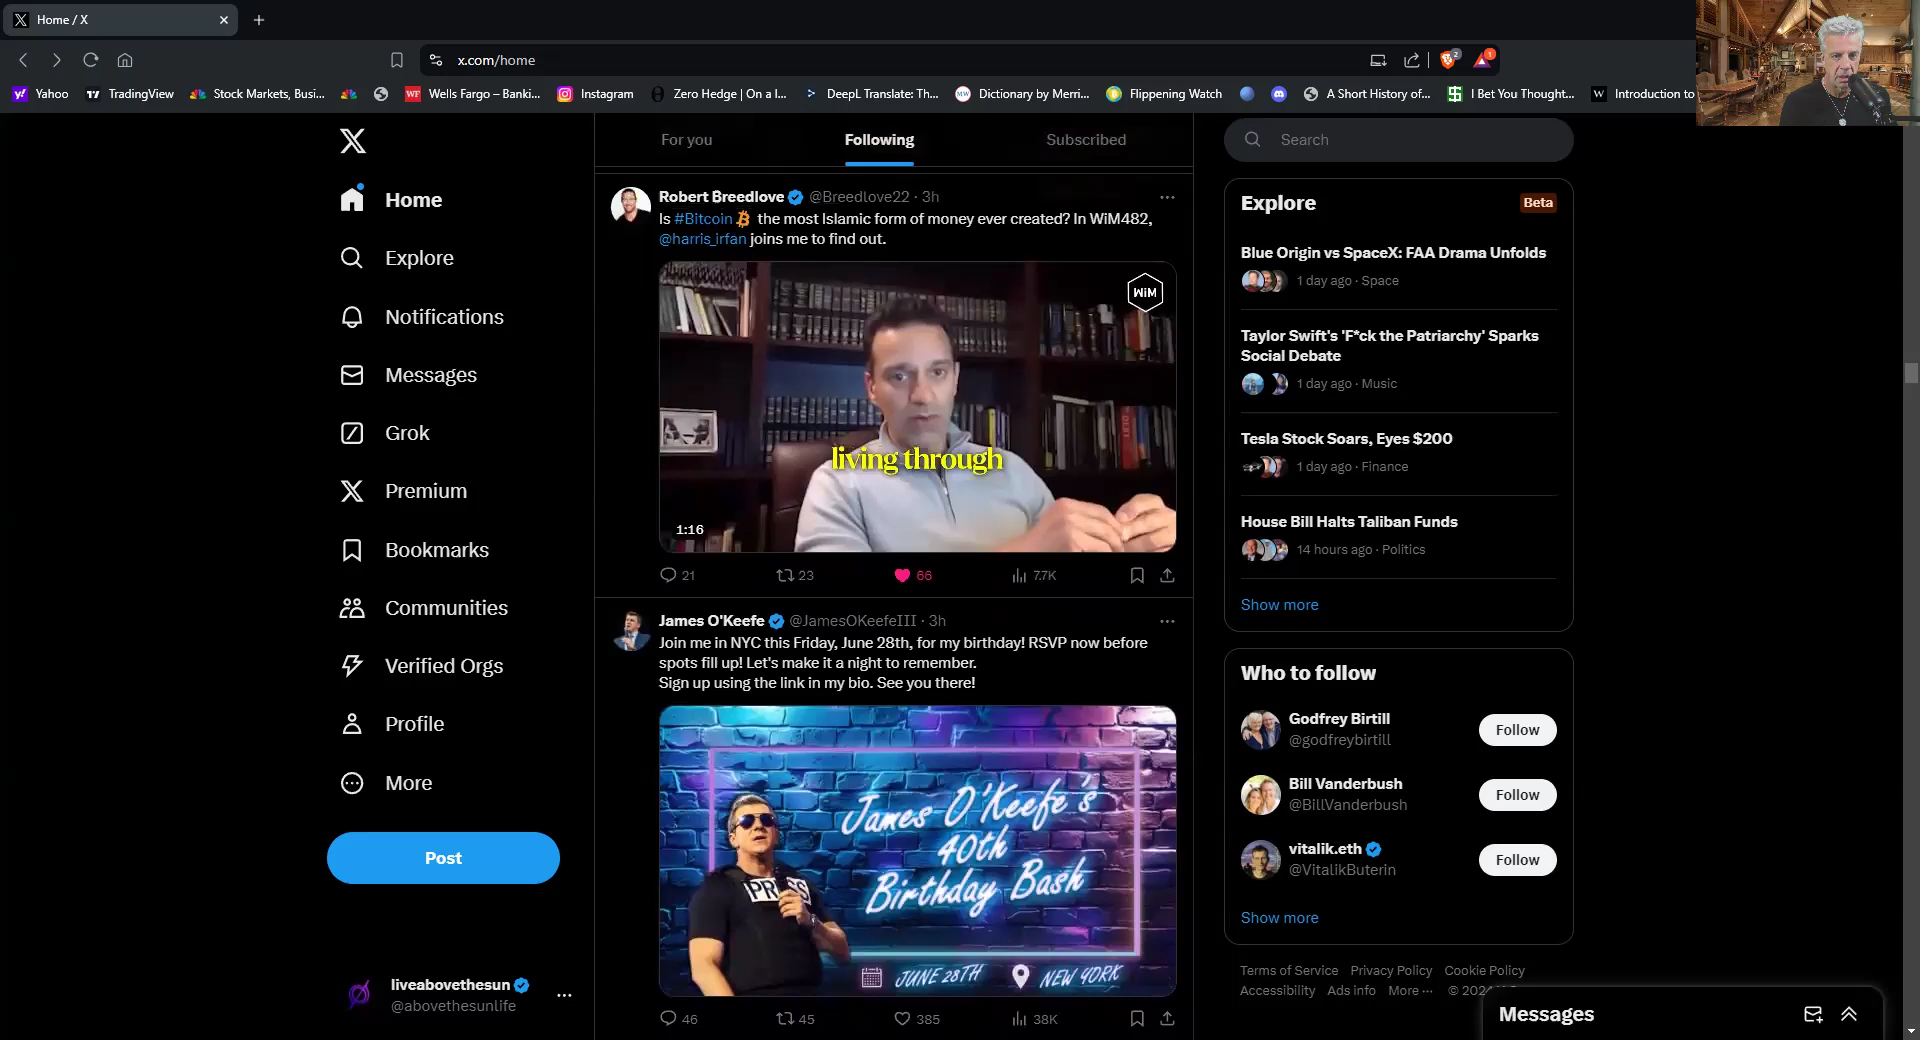 Home / X
x.com/home
2
1
Yahoo
TradingView
Stock Markets, Busi...
Wells Fargo – Banki...
Instagram
Zero Hedge | On a l...
DeepL Translate: Th...
Dictionary by Merri...
Flippening Watch
A Short History of...
I Bet You Thought...
Introduction to
For you
Following
Subscribed
Home
Explore
Notifications
Messages
Grok
Premium
Communities
Verified Orgs
Profile
More
Post
liveabovethesun
@abovethesunlife
Robert Breedlove @Breedlove22 · 3h
Is #Bitcoin the most Islamic form of money ever created? In WiM482,
@harris_irfan joins me to find out.
WiM
living through
1:16
21
23
66
7.7K
James O'Keefe @JamesOKeefeIII · 3h
Join me in NYC this Friday, June 28th, for my birthday! RSVP now before
spots fill up! Let's make it a night to remember.
Sign up using the link in my bio. See you there!
James O'Keefe's
40th
Birthday Bash
PRESS
JUNE 28TH
NEW YORK
46
45
385
38K
Search
Explore
Beta
Blue Origin vs SpaceX: FAA Drama Unfolds
1 day ago · Space
Taylor Swift's 'F*ck the Patriarchy' Sparks
Social Debate
1 day ago · Music
Tesla Stock Soars, Eyes $200
1 day ago · Finance
House Bill Halts Taliban Funds
14 hours ago · Politics
Show more
Who to follow
Godfrey Birtill
@godfreybirtill
Follow
Bill Vanderbush
@BillVanderbush
Follow
vitalik.eth
@VitalikButerin
Follow
Show more
Terms of Service Privacy Policy Cookie Policy
Accessibility Ads info More ··· © 2024
Messages